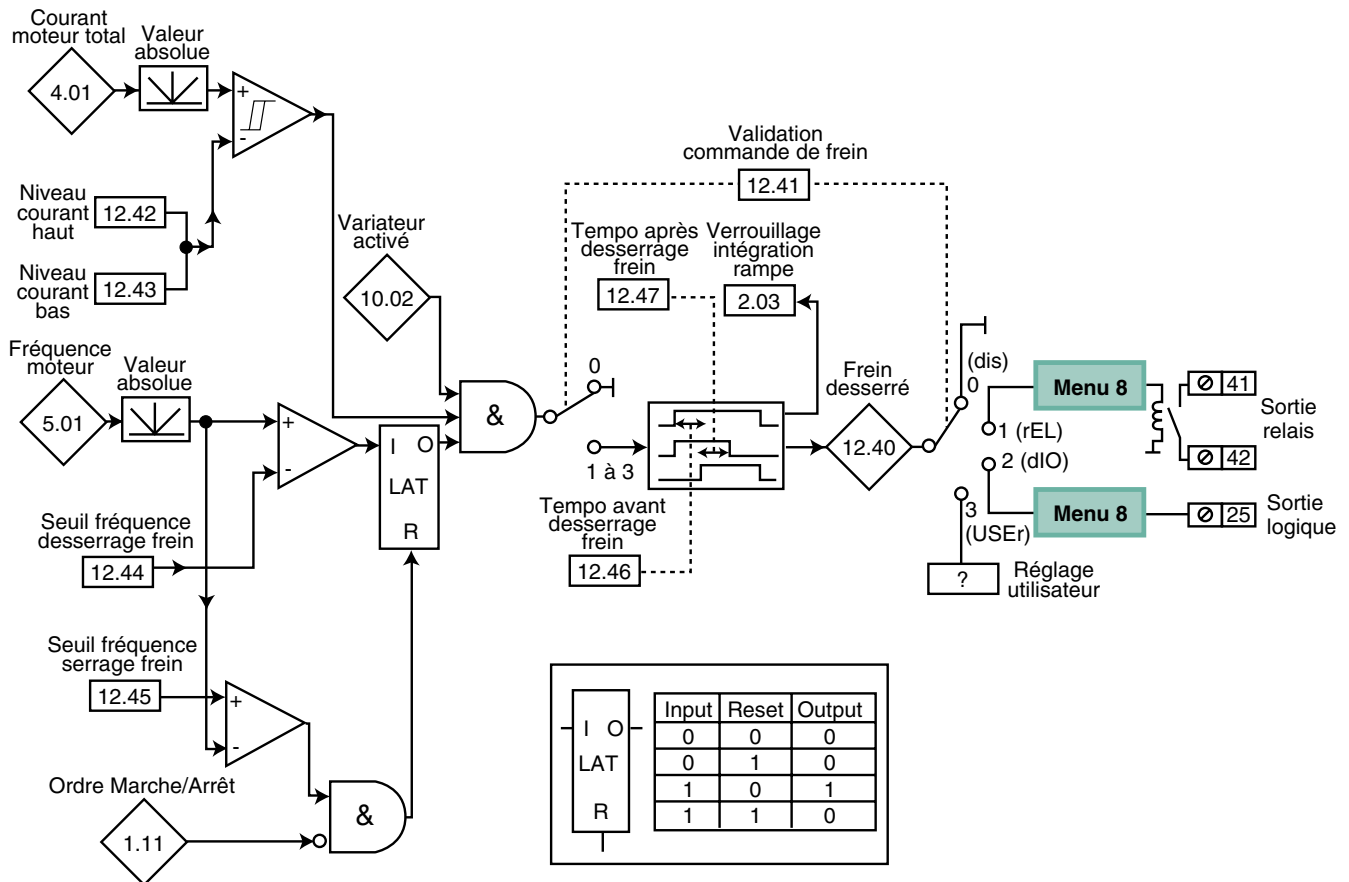 Courant
moteur total
4.01
Valeur
absolue
+
-
Niveau
courant
haut
12.42
Niveau
courant
bas
12.43
Fréquence
moteur
5.01
Valeur
absolue
+
-
I O
LAT
R
Seuil fréquence
desserrage frein
12.44
Seuil fréquence
serrage frein
12.45
+
-
Ordre Marche/Arrêt
1.11
&
Variateur
activé
10.02
&
0
1 à 3
Validation
commande de frein
12.41
Tempo après
desserrage
frein
12.47
Verrouillage
intégration
rampe
2.03
Tempo avant
desserrage
frein
12.46
Frein
desserré
12.40
(dis)
0
1 (rEL)
2 (dIO)
3
(USEr)
?
Réglage
utilisateur
Menu 8
41
42
Sortie
relais
Menu 8
25
Sortie
logique
I O
LAT
R
Input Reset Output
0 0 0
0 1 0
1 0 1
1 1 0